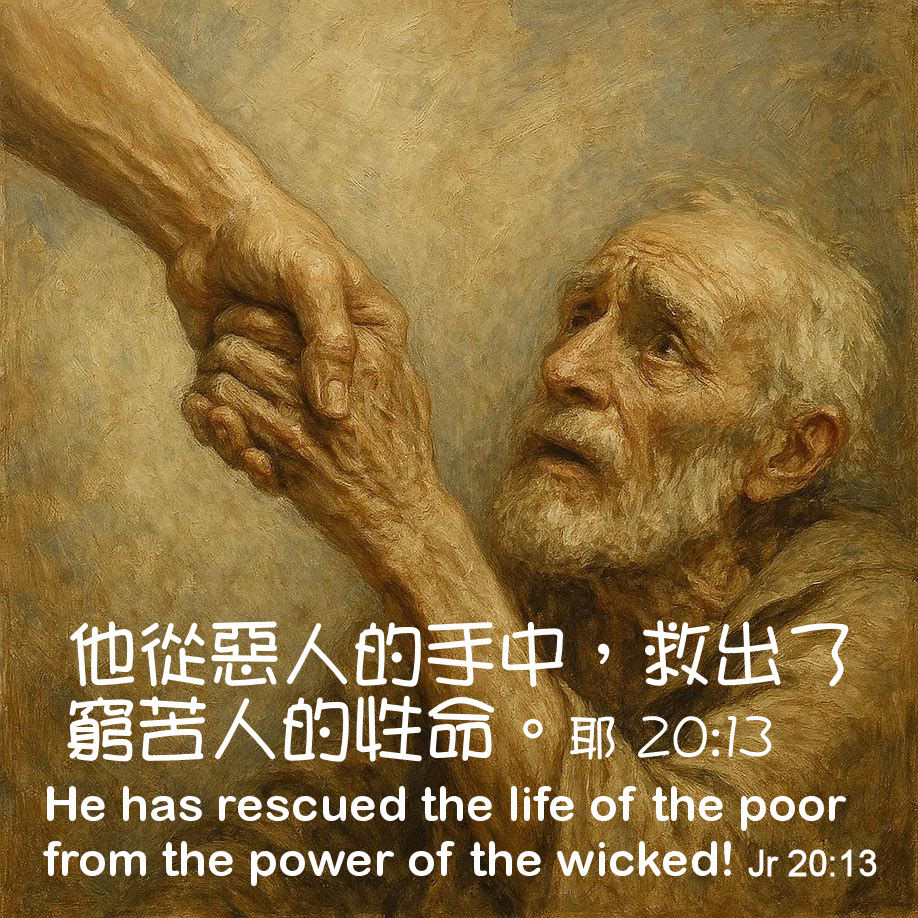 他從惡人的手中，救出了
窮苦人的性命。耶 20:13
He has rescued the life of the poor
from the power of the wicked! Jr 20:13